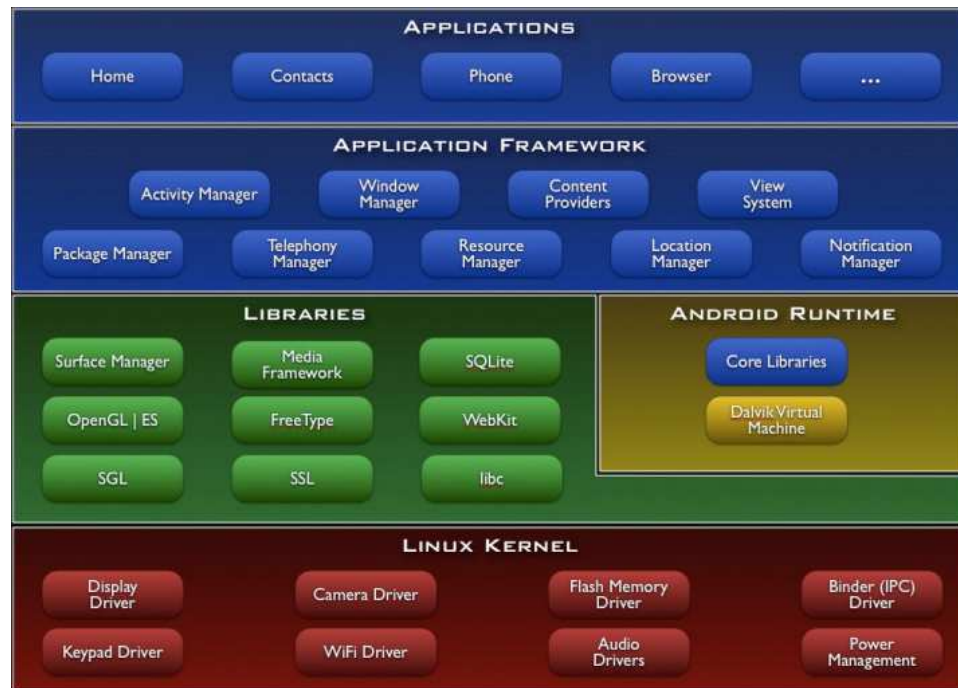 APPLICATIONS
Home
Contacts
Phone
Browser
...
APPLICATION FRAMEWORK
Activity Manager
Window
Manager
Content
Providers
View
System
Package Manager
Telephony
Manager
Resource
Manager
Location
Manager
Notification
Manager
LIBRARIES
Surface Manager
Media
Framework
SQLite
OpenGL | ES
FreeType
WebKit
SGL
SSL
libc
ANDROID RUNTIME
Core Libraries
Dalvik Virtual
Machine
LINUX KERNEL
Display
Driver
Camera Driver
Flash Memory
Driver
Binder (IPC)
Driver
Keypad Driver
WiFi Driver
Audio
Drivers
Power
Management